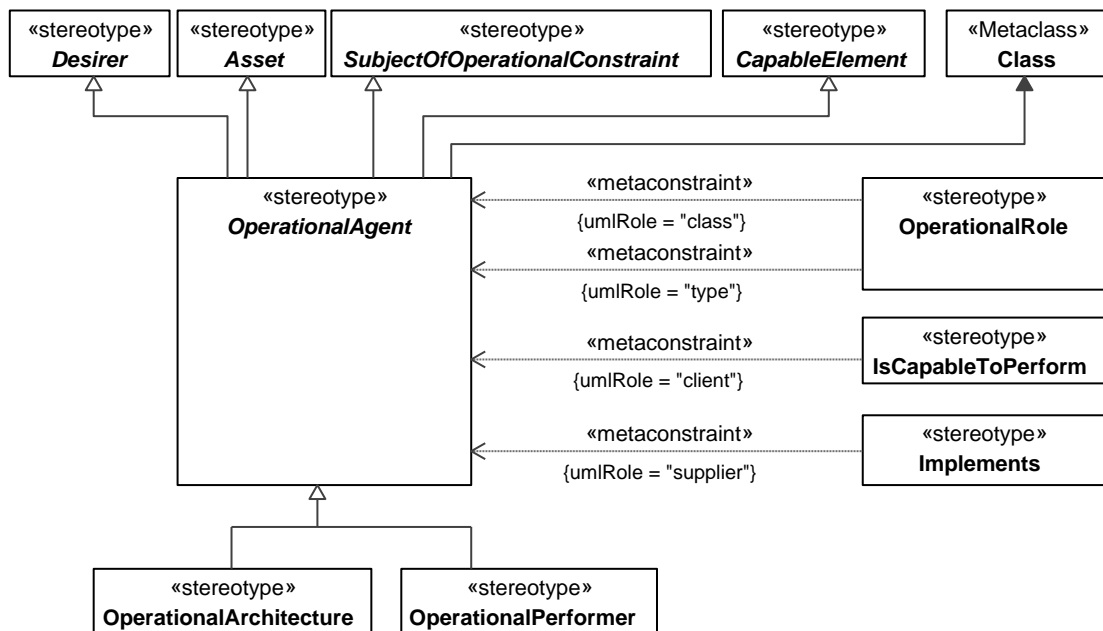 «stereotype»
Desirer
«stereotype»
Asset
«stereotype»
SubjectOfOperationalConstraint
«stereotype»
CapableElement
«Metaclass»
Class
«stereotype»
OperationalAgent
«metaconstraint»
{umlRole = "class"}
«metaconstraint»
{umlRole = "type"}
«stereotype»
OperationalRole
«metaconstraint»
{umlRole = "client"}
«stereotype»
IsCapableToPerform
«metaconstraint»
{umlRole = "supplier"}
«stereotype»
Implements
«stereotype»
OperationalArchitecture
«stereotype»
OperationalPerformer